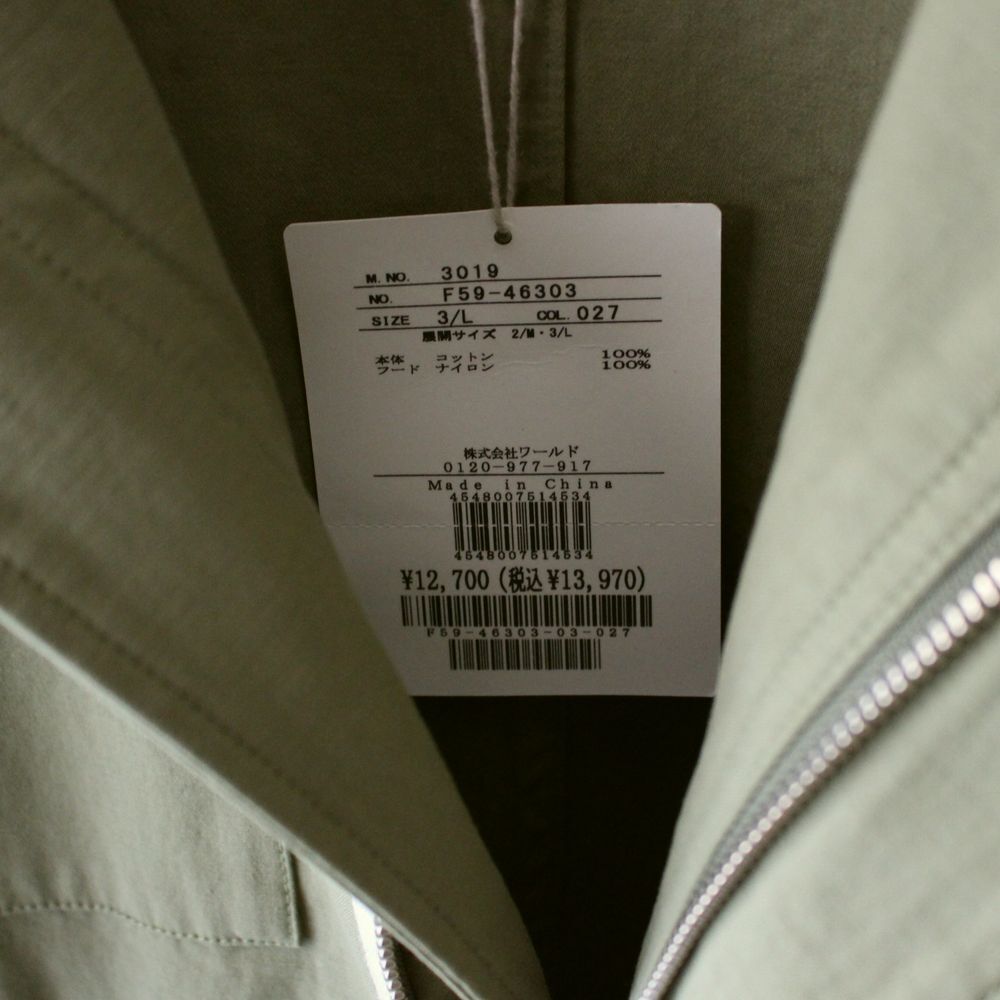 M.NO. 3019
NO. F59-46303
SIZE 3/L COL. 027
展開サイズ 2/M・3/L
本体 コットン 100%
フード ナイロン 100%
株式会社ワールド
0120-977-917
Made in China
4548007514534
4548007514534
¥12,700(税込¥13,970)
F59-46303-03-027